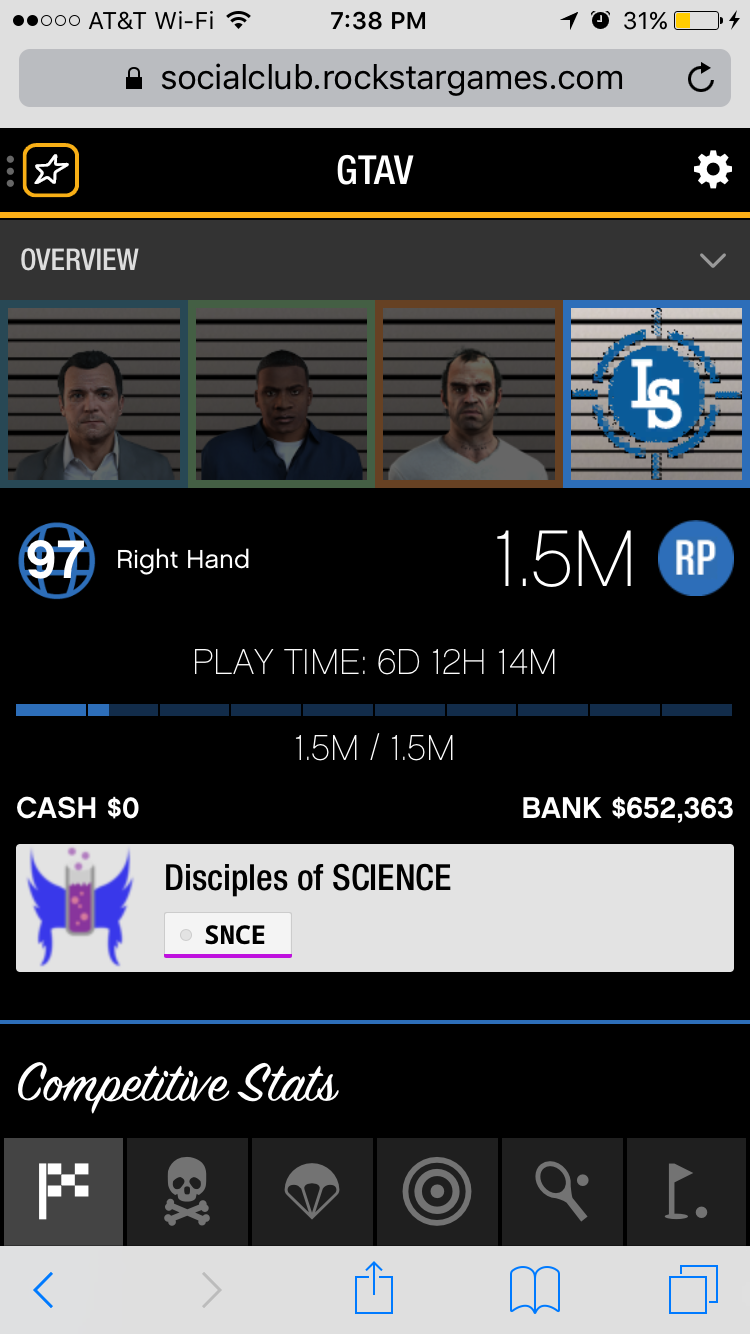 AT&T Wi-Fi 7:38 PM 31%
socialclub.rockstargames.com
GTAV
OVERVIEW
LS
97 Right Hand 1.5M RP
PLAY TIME: 6D 12H 14M
1.5M / 1.5M
CASH $0 BANK $652,363
Disciples of SCIENCE
SNCE
Competitive Stats